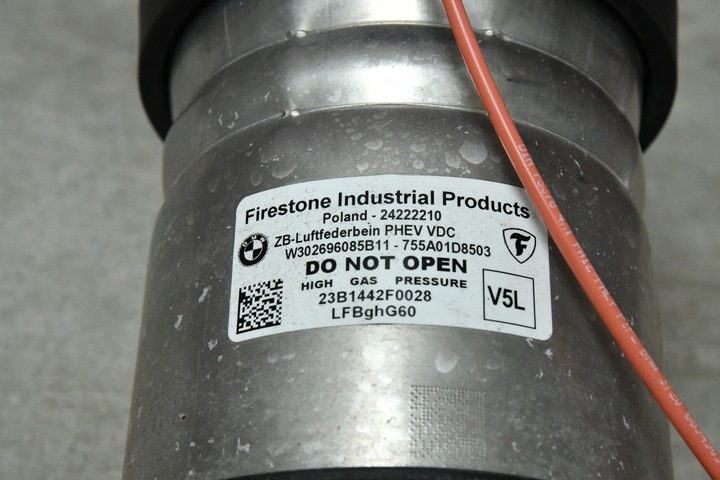 Firestone Industrial Products
Poland - 24222210
ZB-Luftfederbein PHEV VDC
W302696085B11 - 755A01D8503
DO NOT OPEN
HIGH GAS PRESSURE
23B1442F0028
LFBghG60
V5L
BMW
F